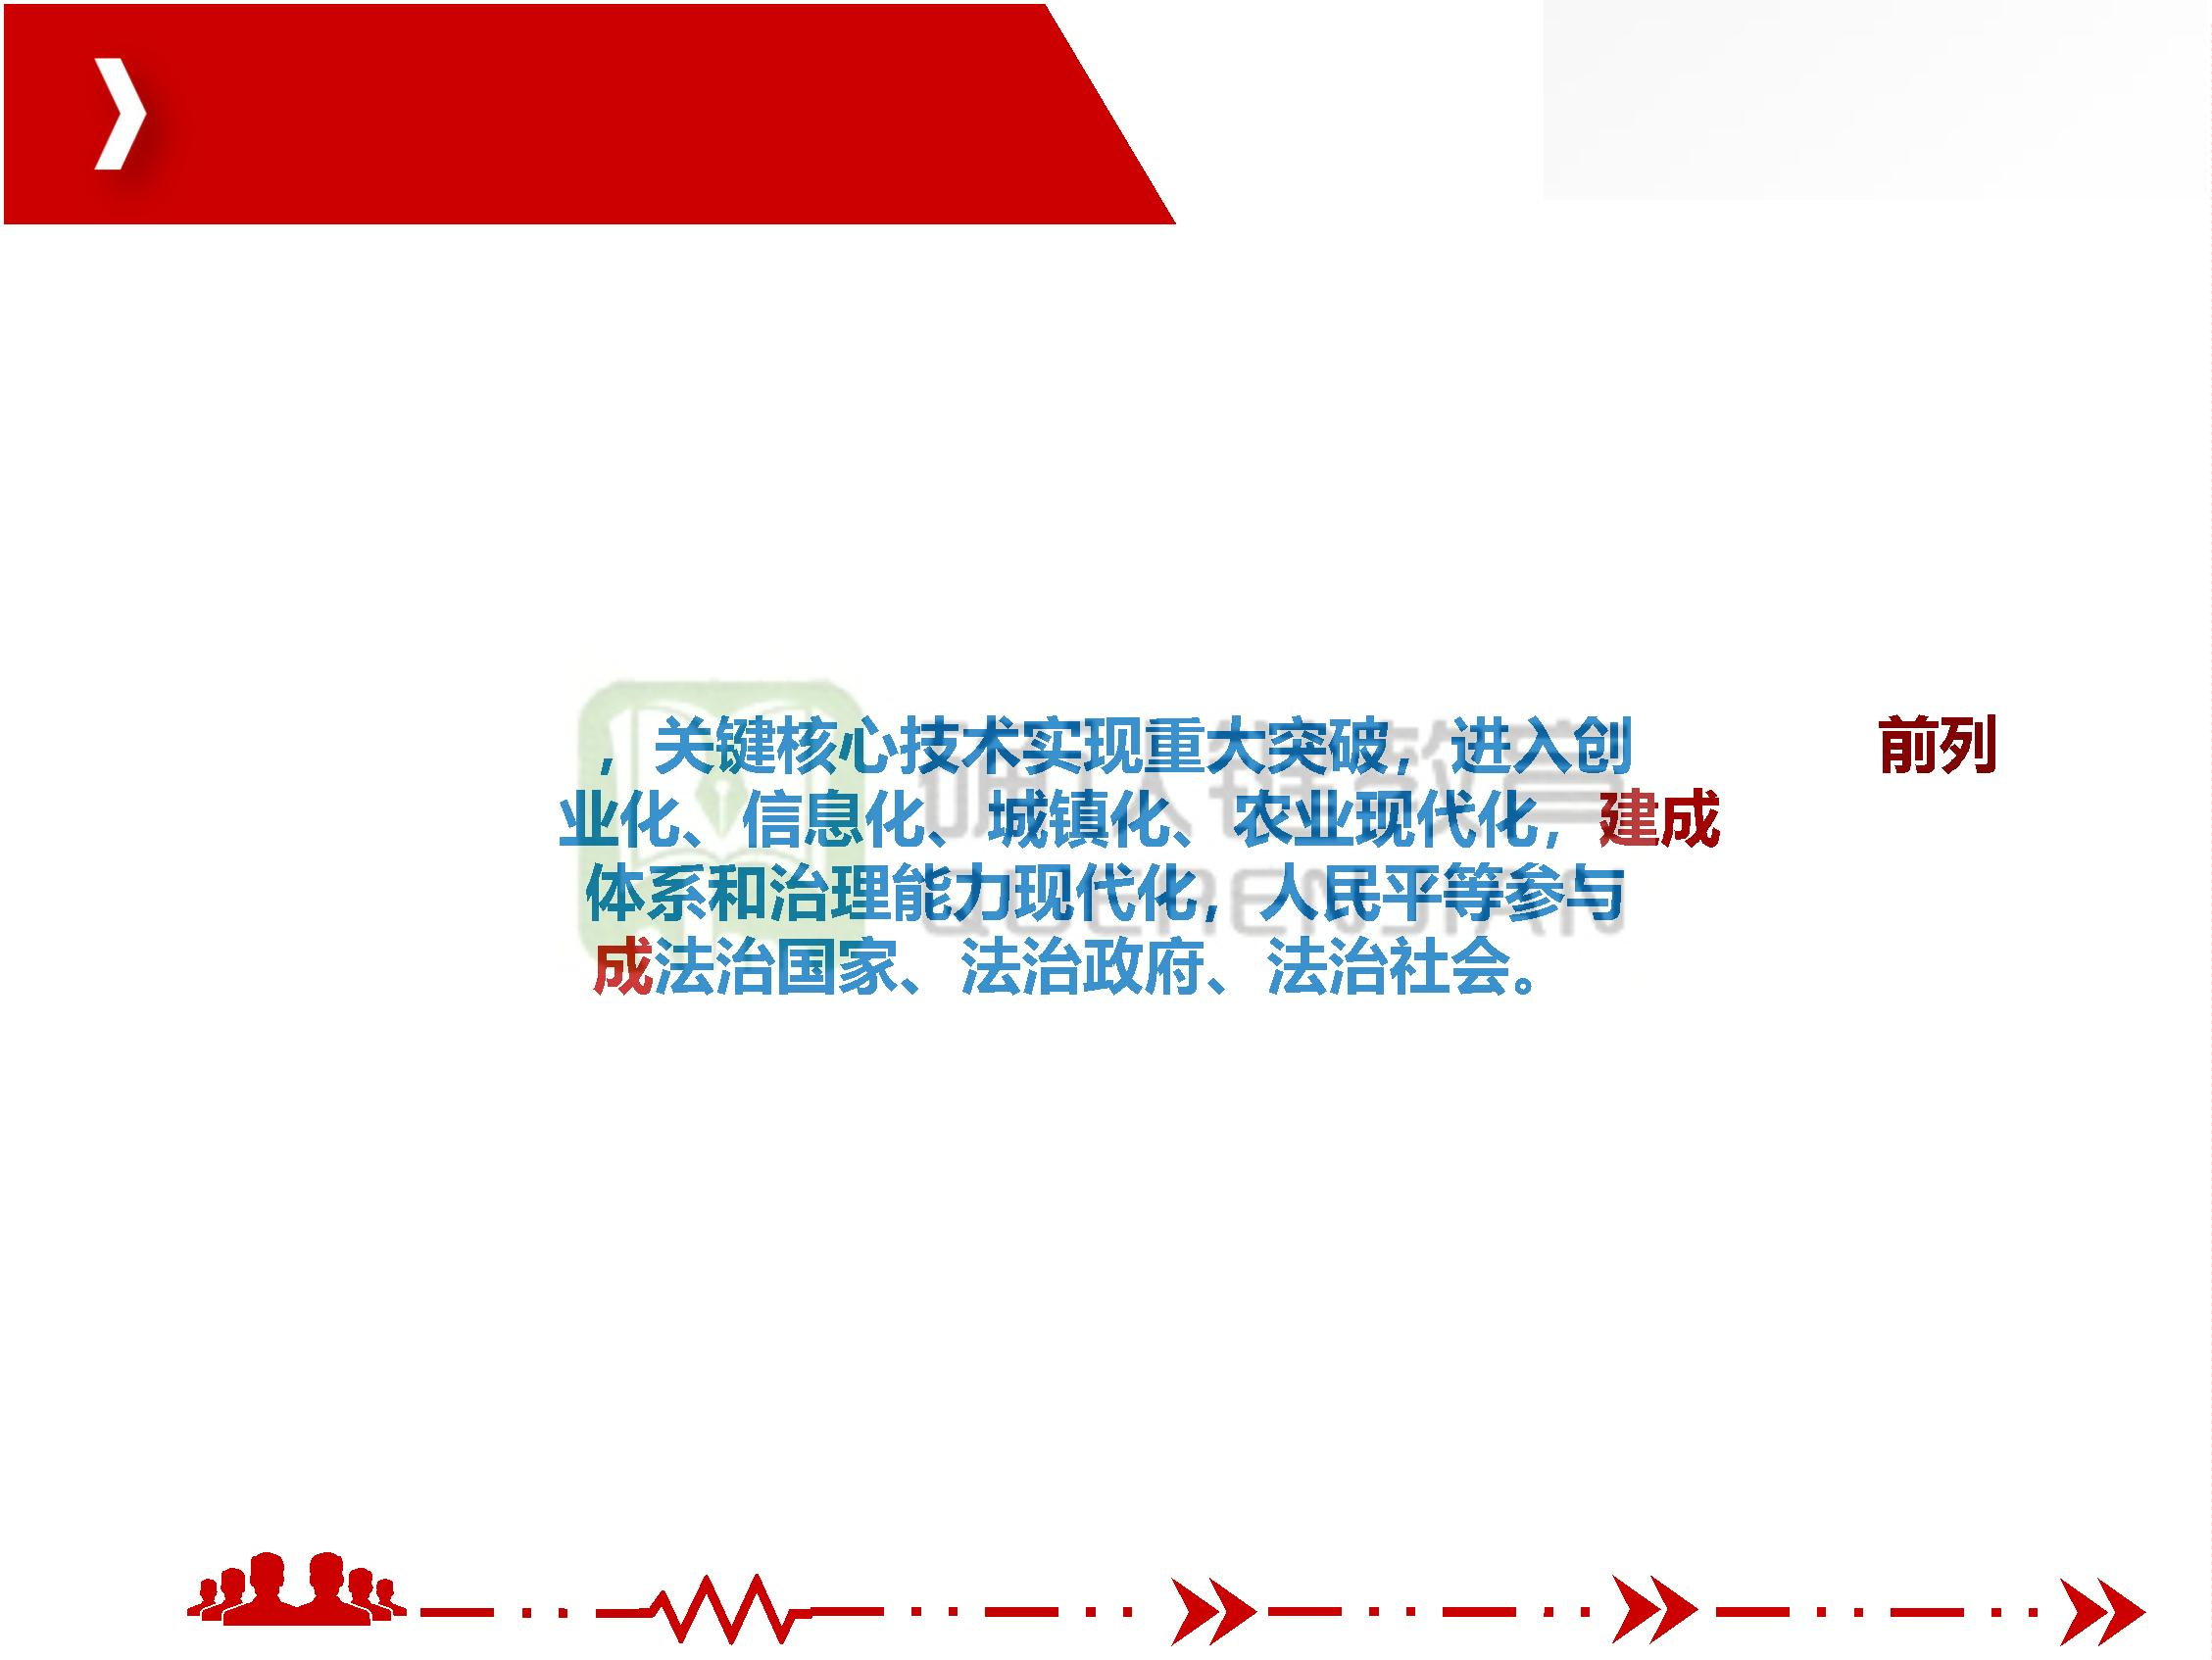 ，关键核心技术实现重大突破，进入创 前列
业化、信息化、城镇化、农业现代化，建成
体系和治理能力现代化，人民平等参与
成法治国家、法治政府、法治社会。